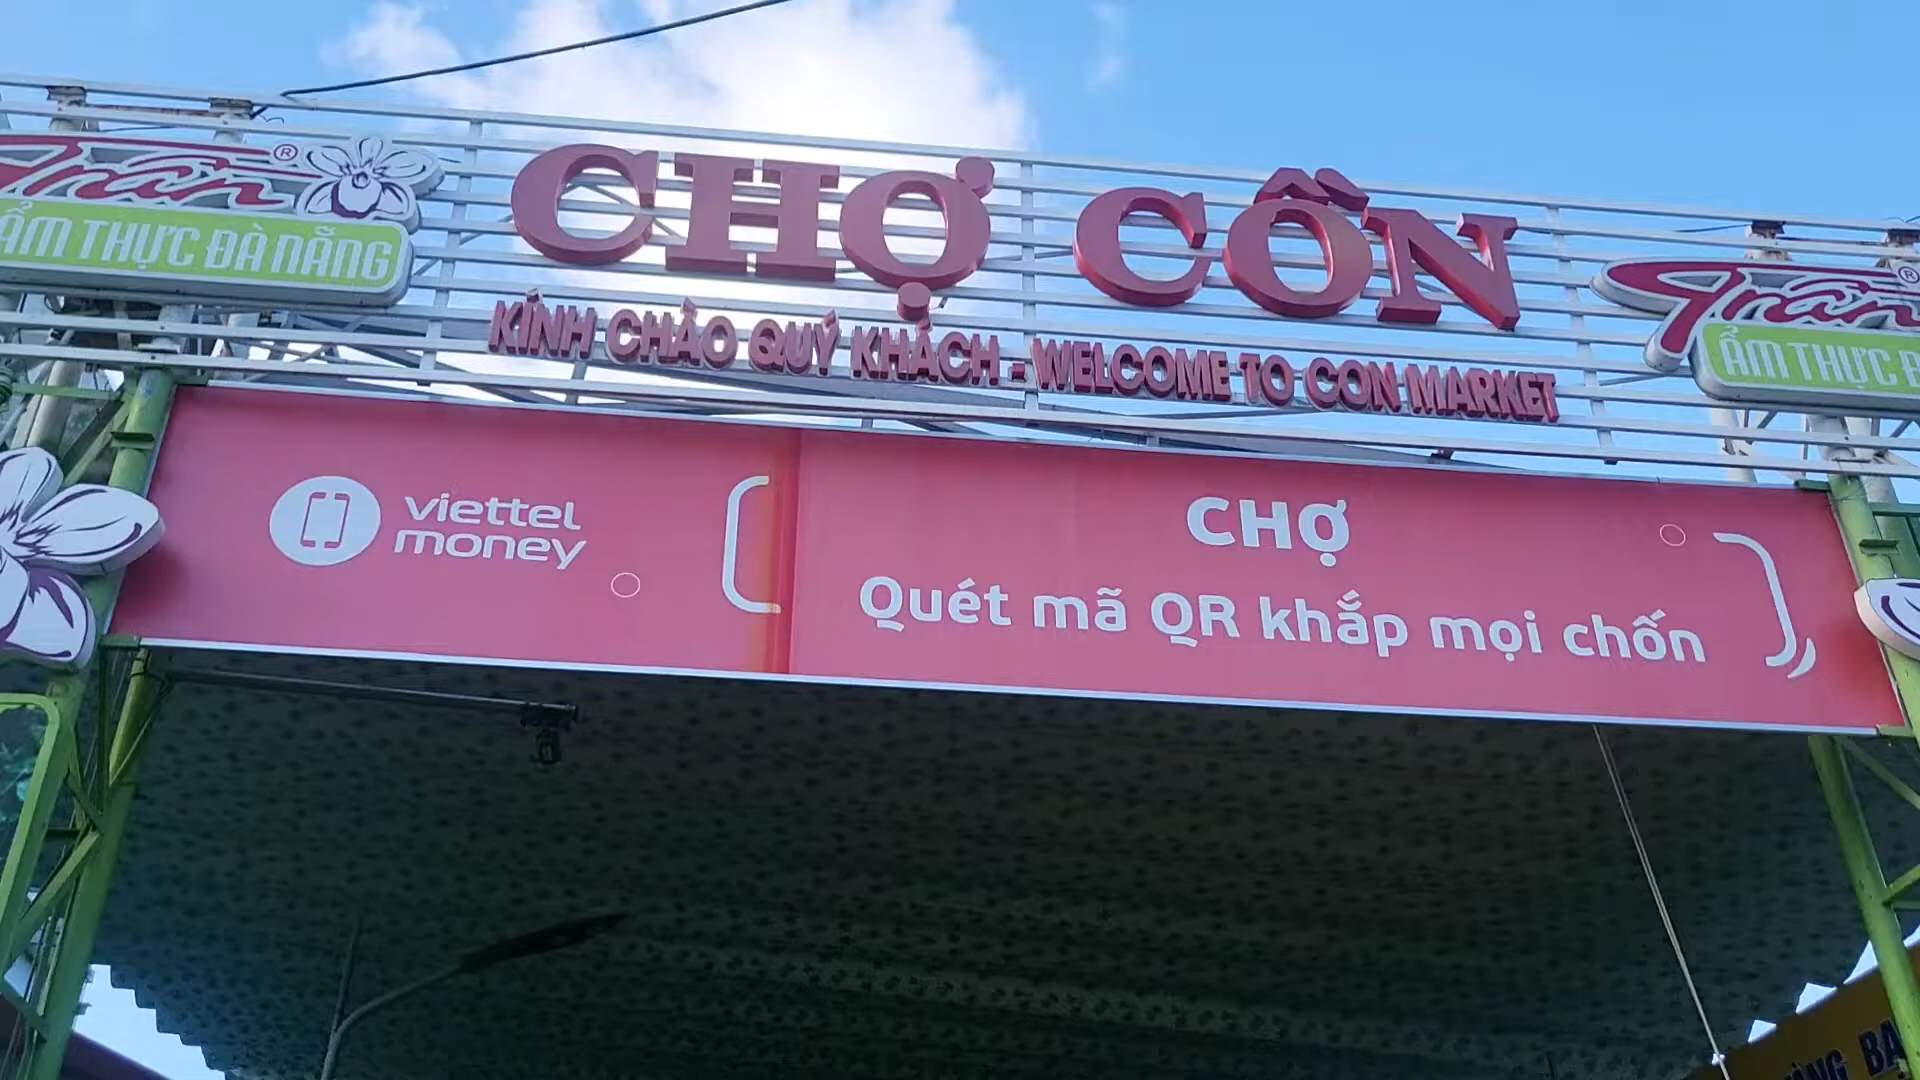 Trần ®
ẨM THỰC ĐÀ NẴNG
CHỢ CỒN
KÍNH CHÀO QUÝ KHÁCH - WELCOME TO CON MARKET
Trần ®
ẨM THỰC
viettel
money
CHỢ
Quét mã QR khắp mọi chốn